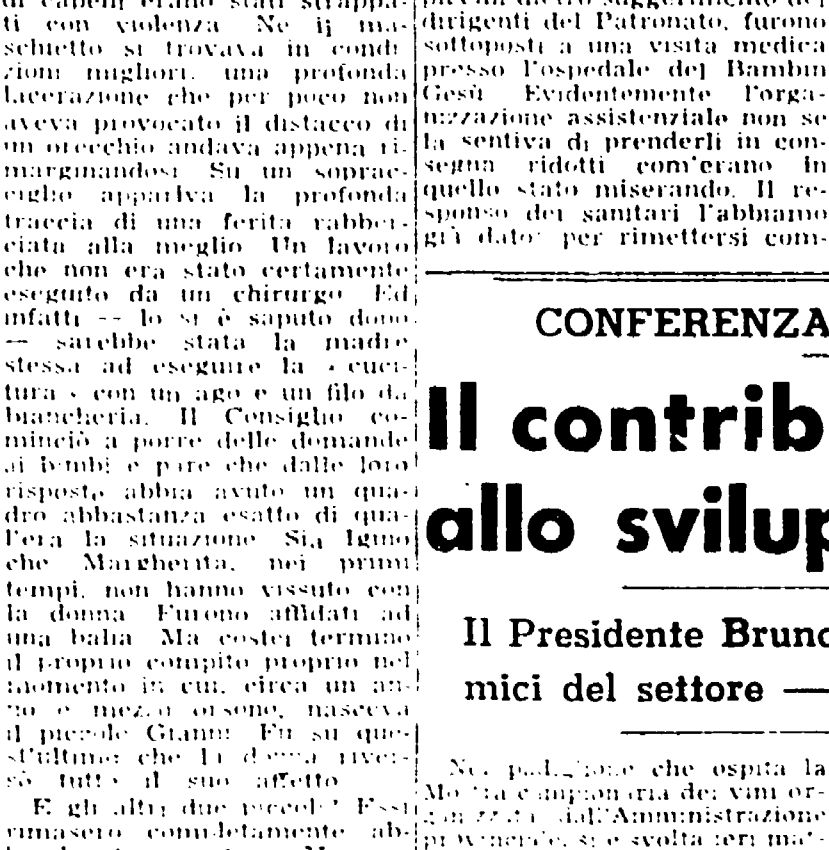 di capelli erano stati strappa-
ti con violenza Ne il ma-
schietto si trovava in condi
zioni migliori. una profonda
lacerazione che per poco non
aveva provocato il distacco di
un orecchio andava appena ri-
marginandosi Su un soprac-
ciglio appariva la profonda
traccia di una ferita rabber-
ciata alla meglio Un lavoro
che non era stato certamente
eseguito da un chirurgo Ed
infatti -- lo si è saputo dopo
— sarebbe stata la madre
stessa ad eseguire la « cuci-
tura » con un ago e un filo da
biancheria. Il Consiglio co-
minciò a porre delle domande
ai bimbi e pare che dalle loro
risposte abbia avuto un qua-
dro abbastanza esatto di qua-
l'era la situazione Sia Igino
che Margherita, nei primi
tempi, non hanno vissuto con
la donna Furono affidati ad
una balia Ma costei terminò
il proprio compito proprio nel
momento in cui, circa un an-
no e mezzo orsono, nasceva
il piccolo Gianni Fu su que-
st'ultimo che la donna river-
sò tutto il suo affetto
E gli altri due piccoli? Essi
rimasero completamente ab-
dirigenti del Patronato, furono
sottoposti a una visita medica
presso l'ospedale del Bambin
Gesù Evidentemente l'orga-
nizzazione assistenziale non se
la sentiva di prenderli in con-
segna ridotti com'erano in
quello stato miserando. Il re-
sponso dei sanitari l'abbiamo
già dato: per rimettersi com-
CONFERENZA
Il contrib
allo svilup
Il Presidente Bruno
mici del settore —
Nel padiglione che ospita la
Mostra campionaria dei vini or-
ganizzata dall'Amministrazione
provinciale, si è svolta ieri mat-